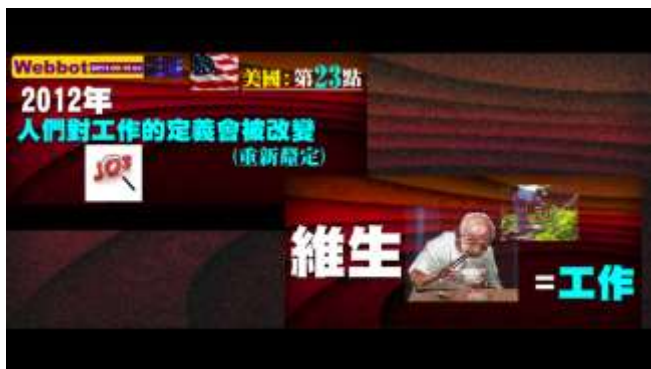 Webbot
美國：第23點
2012年
人們對工作的定義會被改變
(重新釐定)
JOB
維生
=工作